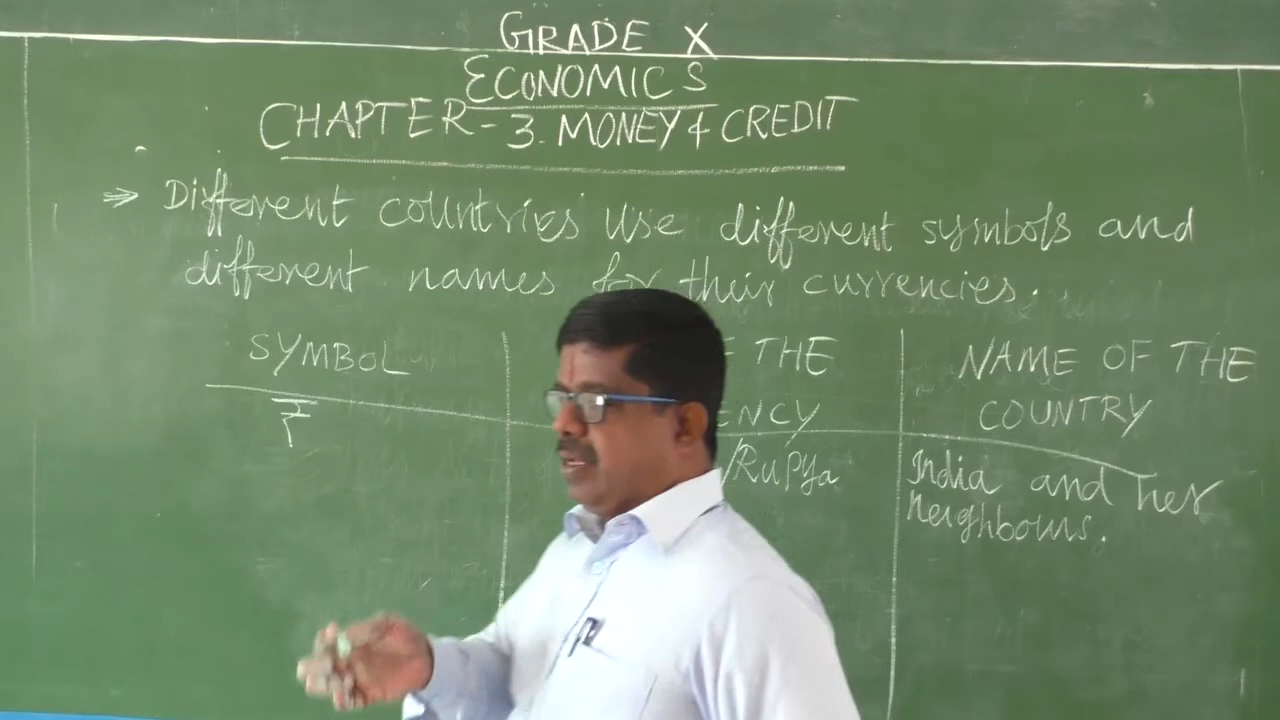 GRADE X
ECONOMICS
CHAPTER - 3. MONEY & CREDIT
⇒ Different countries use different symbols and
different names for their currencies.
SYMBOL THE NAME OF THE
ENCY COUNTRY
₹ /Rupya India and her
neighbours.